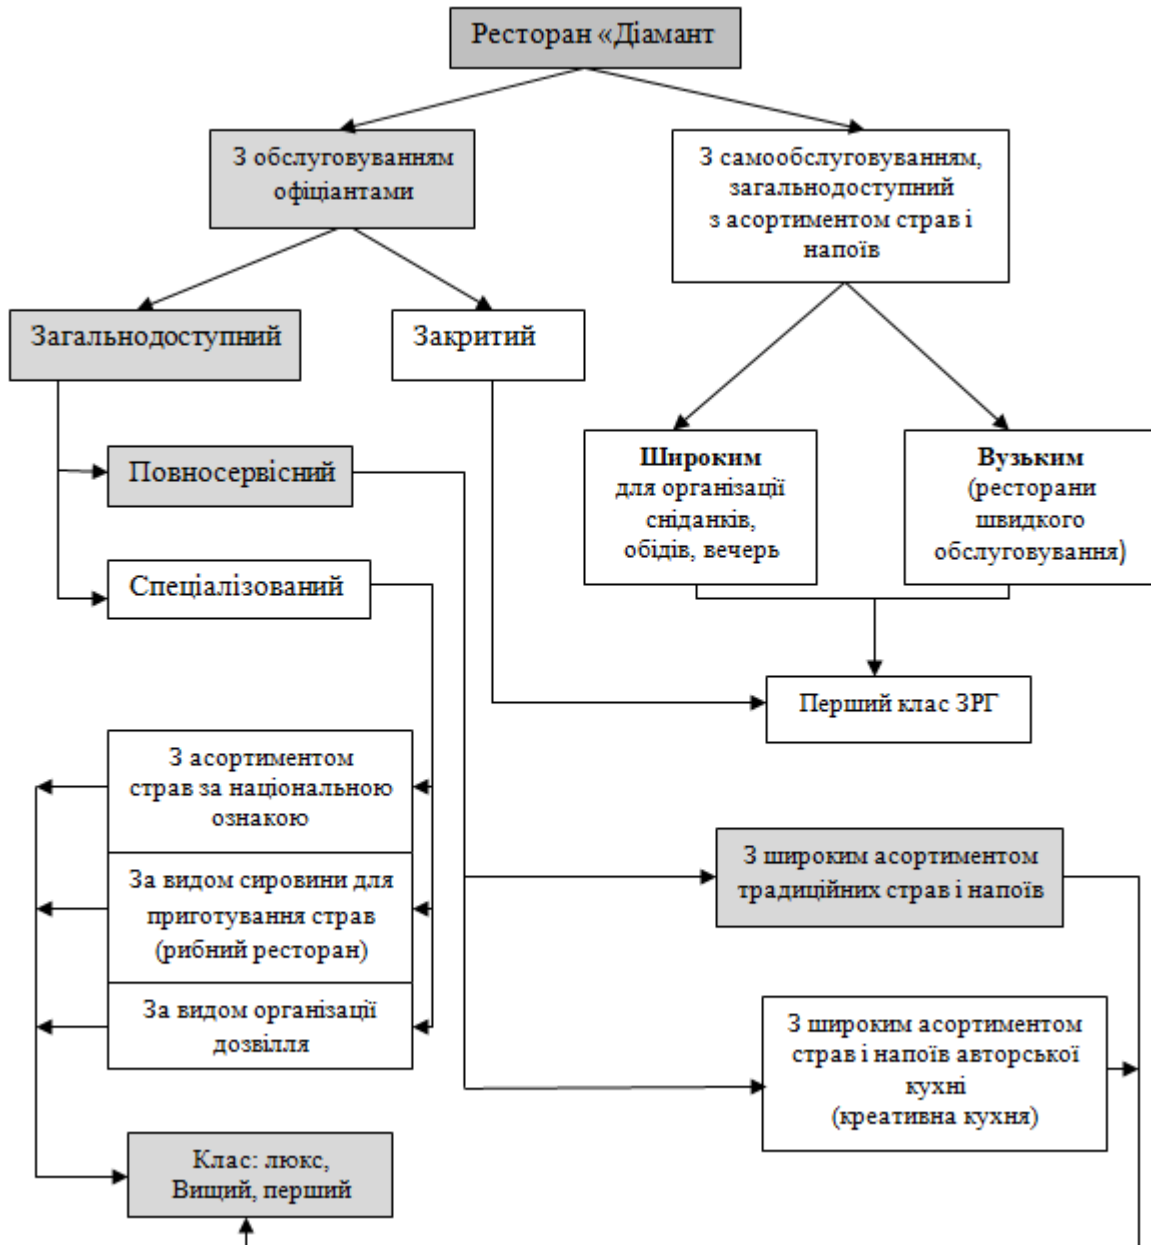 Ресторан «Діамант
З обслуговуванням
офіціантами
З самообслуговуванням,
загальнодоступний
з асортиментом страв і
напоїв
Загальнодоступний
Закритий
Повносервісний
Спеціалізований
Широким
для організації
сніданків,
обідів, вечерь
Вузьким
(ресторани
швидкого
обслуговування)
Перший клас ЗРГ
З асортиментом
страв за національною
ознакою
За видом сировини для
приготування страв
(рибний ресторан)
За видом організації
дозвілля
З широким асортиментом
традиційних страв і напоїв
З широким асортиментом
страв і напоїв авторської
кухні
(креативна кухня)
Клас: люкс,
Вищий, перший